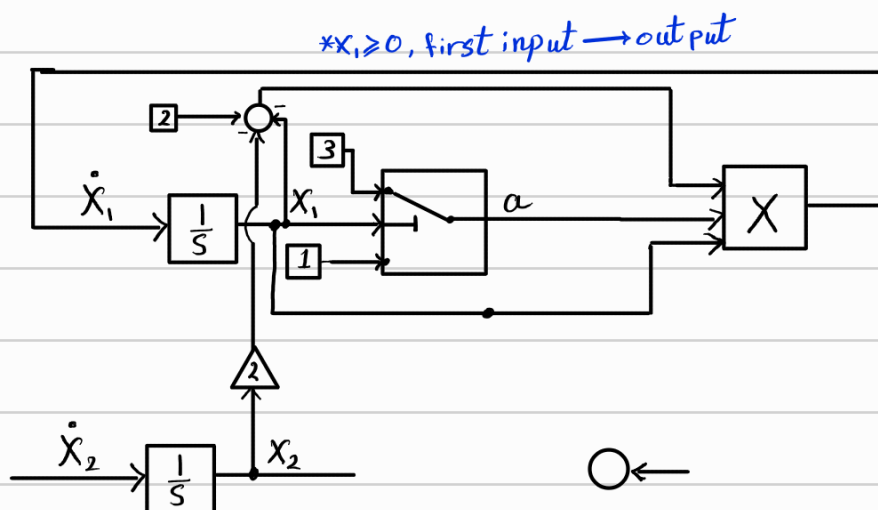 *x₁≥0, first input → output
2
−
−
3
ẋ₁
1/s
x₁
a
X
1
2
ẋ₂
1/s
x₂